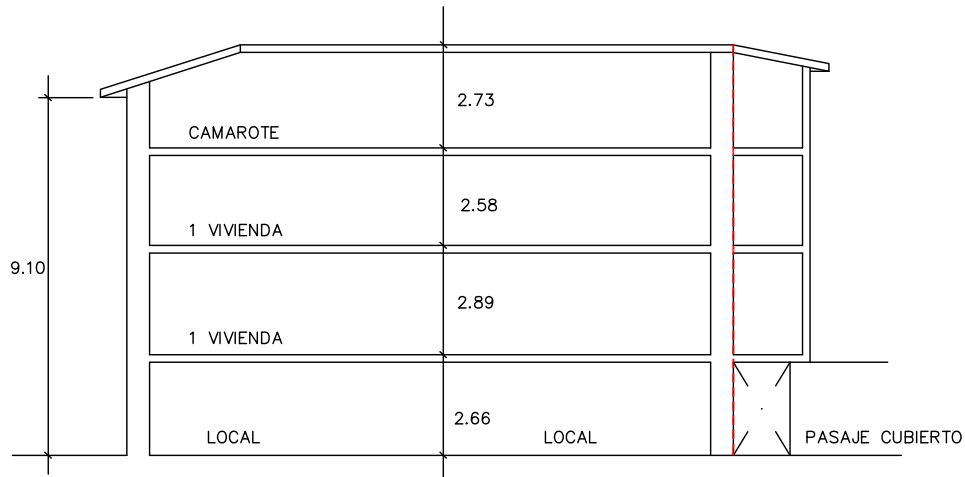 2.73
CAMAROTE
2.58
1 VIVIENDA
9.10
2.89
1 VIVIENDA
2.66
LOCAL LOCAL PASAJE CUBIERTO